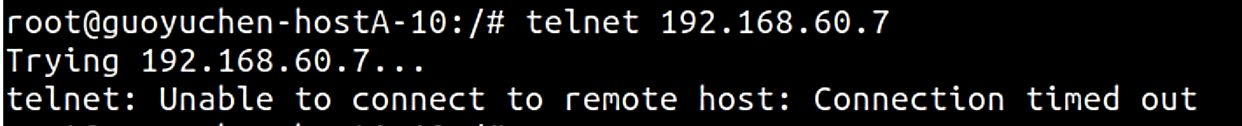 root@guoyuchen-hostA-10:/# telnet 192.168.60.7
Trying 192.168.60.7...
telnet: Unable to connect to remote host: Connection timed out